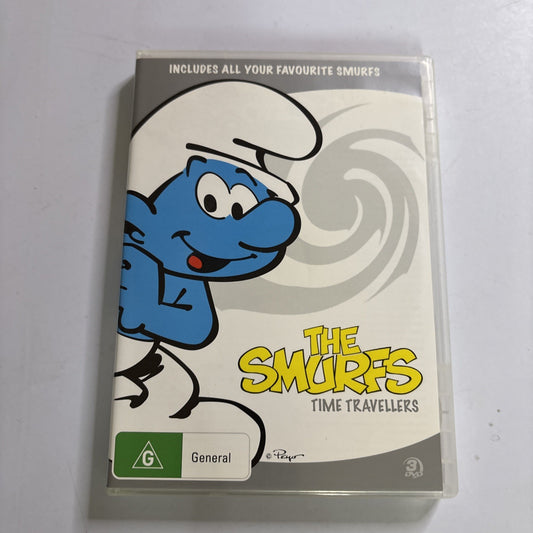 INCLUDES ALL YOUR FAVOURITE SMURFS
THE
SMURFS
TIME TRAVELLERS
G
General
© Peyo
3
DVD